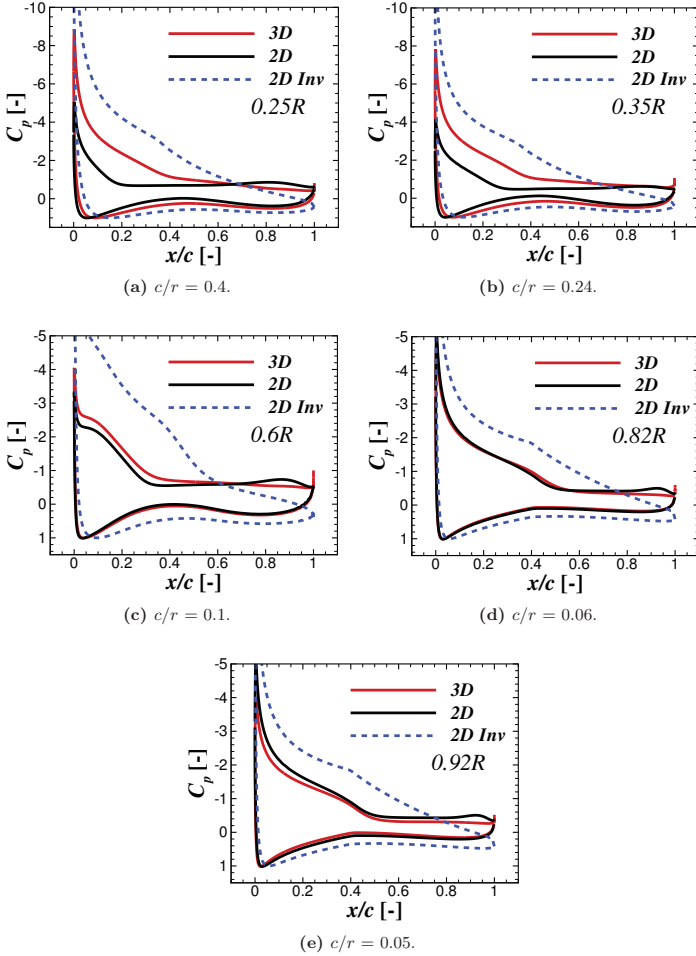 -10
-8
-6
-4
-2
0
C_p [-]
3D
2D
2D Inv
0.25R
0 0.2 0.4 0.6 0.8 1
x/c [-]
(a) c/r = 0.4.
-10
-8
-6
-4
-2
0
C_p [-]
3D
2D
2D Inv
0.35R
0 0.2 0.4 0.6 0.8 1
x/c [-]
(b) c/r = 0.24.
-5
-4
-3
-2
-1
0
1
C_p [-]
3D
2D
2D Inv
0.6R
0 0.2 0.4 0.6 0.8 1
x/c [-]
(c) c/r = 0.1.
-5
-4
-3
-2
-1
0
1
C_p [-]
3D
2D
2D Inv
0.82R
0 0.2 0.4 0.6 0.8 1
x/c [-]
(d) c/r = 0.06.
-5
-4
-3
-2
-1
0
1
C_p [-]
3D
2D
2D Inv
0.92R
0 0.2 0.4 0.6 0.8 1
x/c [-]
(e) c/r = 0.05.